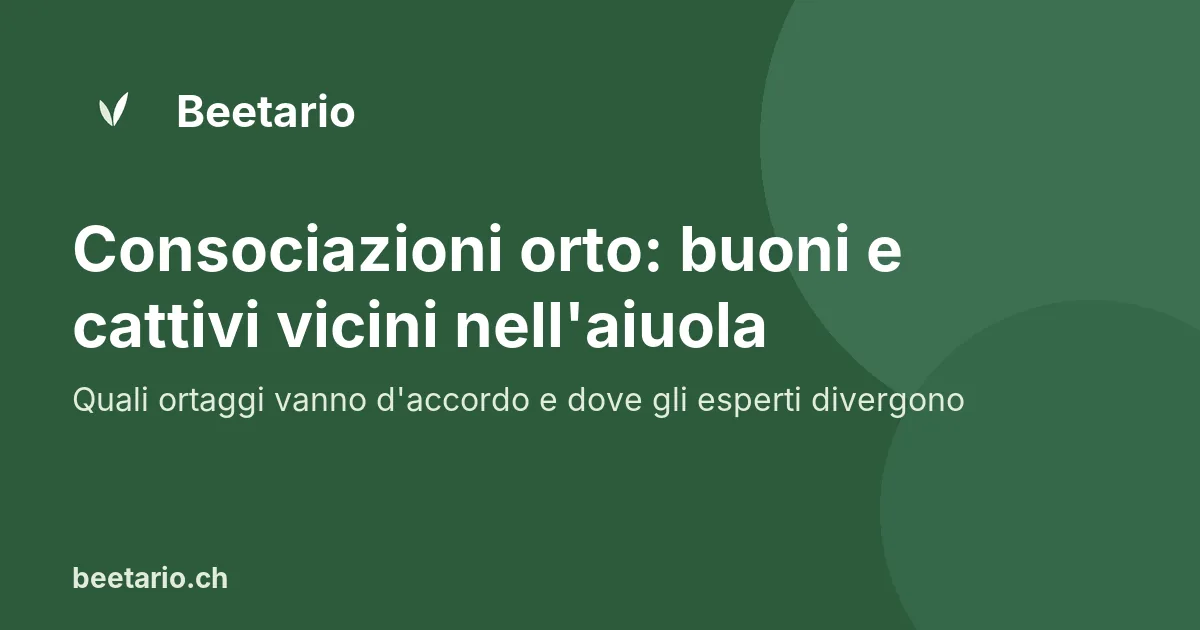 Beetario
Consociazioni orto: buoni e
cattivi vicini nell'aiuola
Quali ortaggi vanno d'accordo e dove gli esperti divergono
beetario.ch